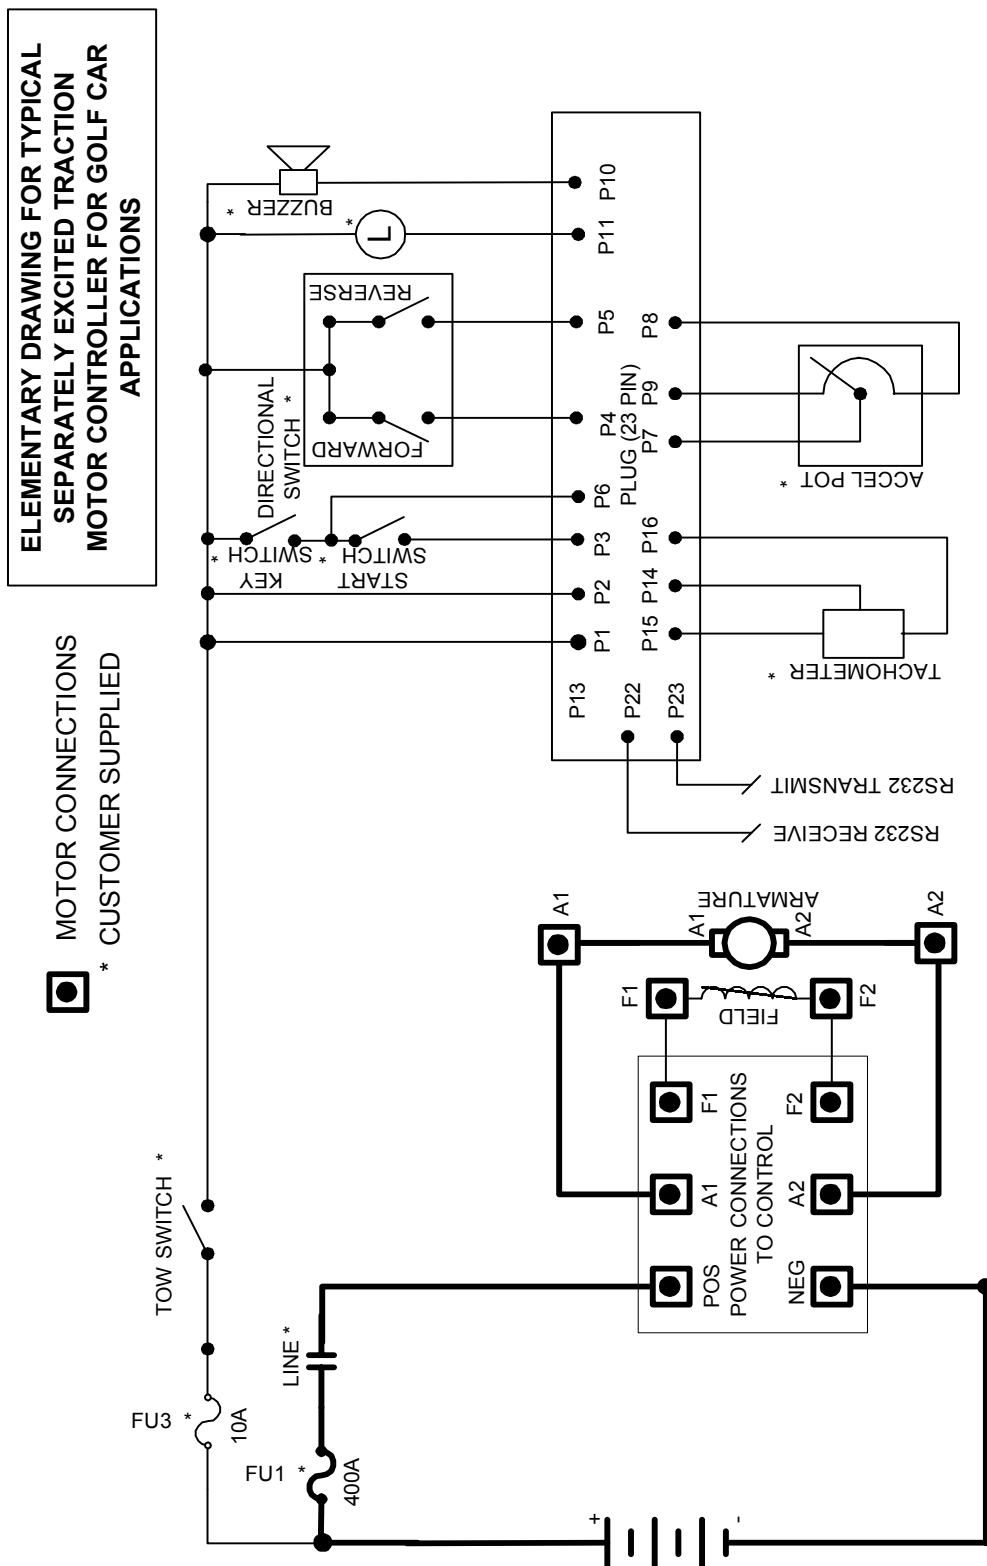 ELEMENTARY DRAWING FOR TYPICAL
SEPARATELY EXCITED TRACTION
MOTOR CONTROLLER FOR GOLF CAR
APPLICATIONS
MOTOR CONNECTIONS
* CUSTOMER SUPPLIED
TOW SWITCH *
FU3 *
10A
LINE *
FU1 *
400A
+
-
KEY
SWITCH *
START
SWITCH *
DIRECTIONAL
SWITCH *
FORWARD
REVERSE
L
*
BUZZER *
P13
P1
P2
P3
P6
P4
P5
P11
P10
PLUG (23 PIN)
P22
P23
P15
P14
P16
P7
P9
P8
RS232 RECEIVE
RS232 TRANSMIT
TACHOMETER *
ACCEL POT *
POS
NEG
A1
A2
F1
F2
POWER CONNECTIONS
TO CONTROL
F1
F2
FIELD
A1
A2
A1
A2
ARMATURE